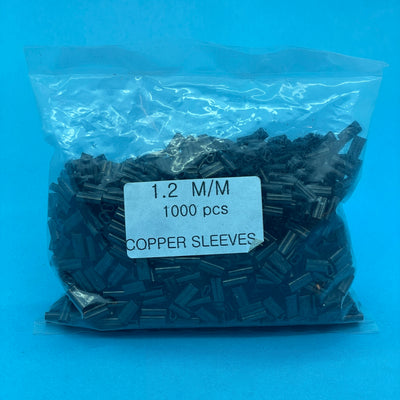 1.2 M/M
1000 pcs
COPPER SLEEVES